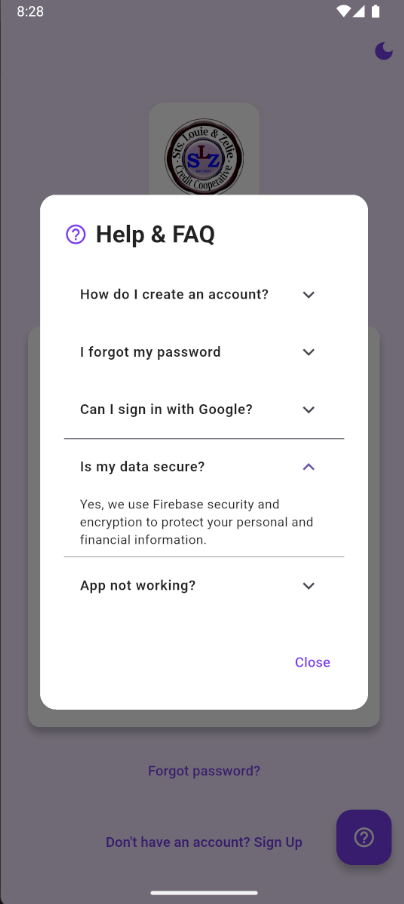 8:28
Sts. Louie & Zelie
SLZ
Credit Cooperative
Help & FAQ
How do I create an account?
I forgot my password
Can I sign in with Google?
Is my data secure?
Yes, we use Firebase security and
encryption to protect your personal and
financial information.
App not working?
Close
Forgot password?
Don't have an account? Sign Up